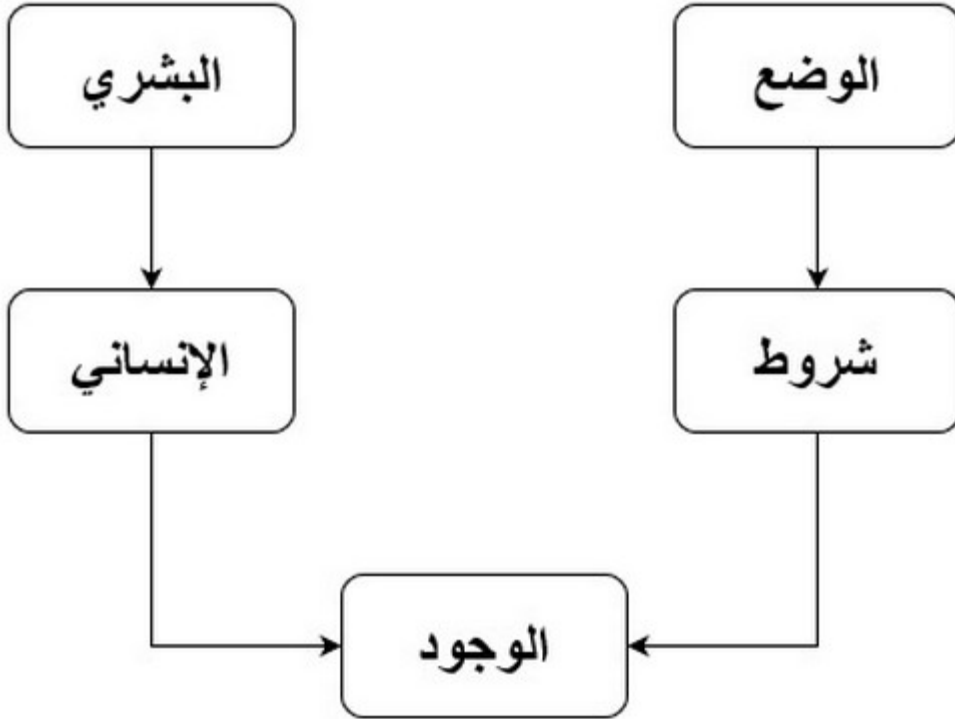 الوضع
البشري
شروط
الإنساني
الوجود